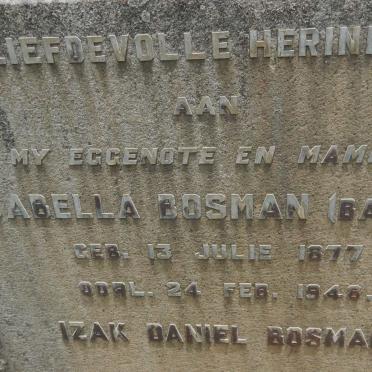 LIEFDEVOLLE HERIN
AAN
MY EGGENOTE EN MAM
ABELLA BOSMAN (BA
GEB. 13 JULIE 1877
OORL. 24 FEB. 1948.
IZAK DANIEL BOSMA